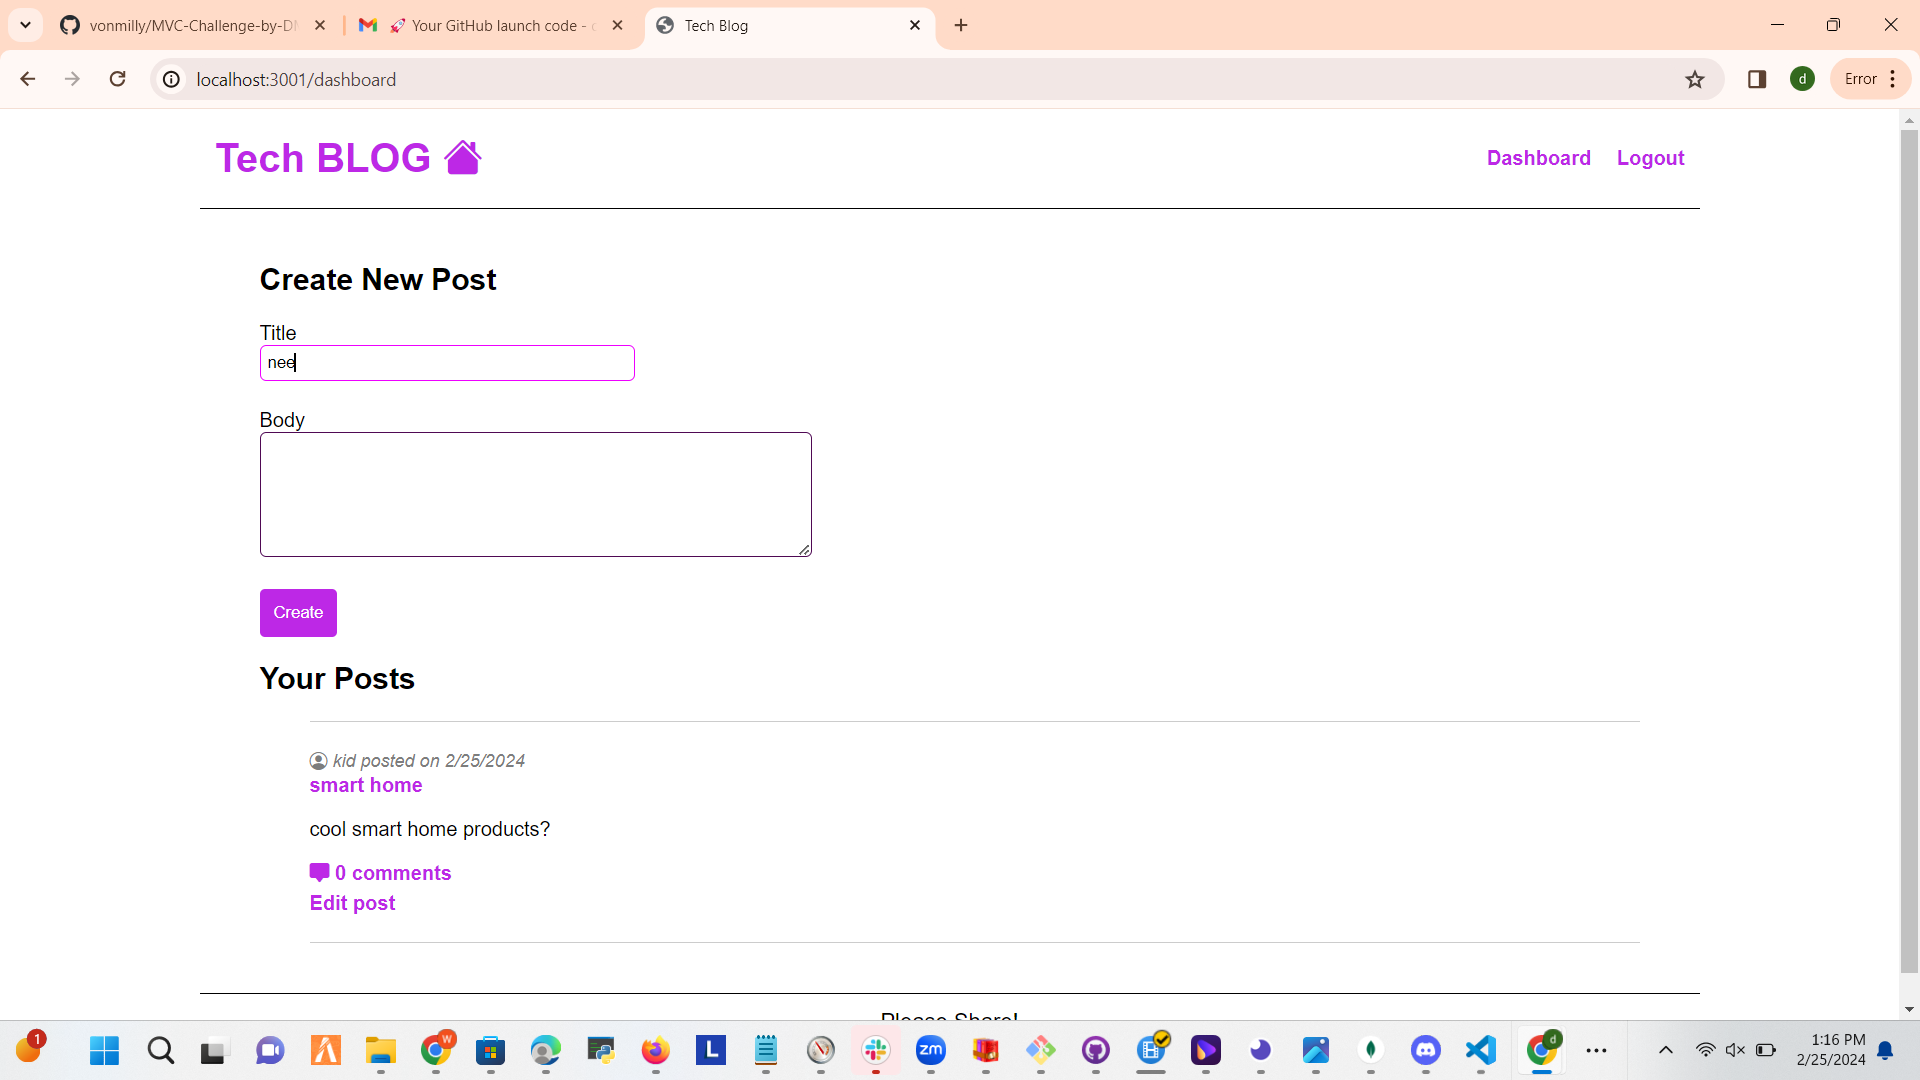 vonmilly/MVC-Challenge-by-D
🚀 Your GitHub launch code -
Tech Blog
localhost:3001/dashboard
d
Error
Tech BLOG
Dashboard
Logout
Create New Post
Title
nee
Body
Create
Your Posts
kid posted on 2/25/2024
smart home
cool smart home products?
0 comments
Edit post
Please Share!
1
W
L
zm
d
1:16 PM
2/25/2024